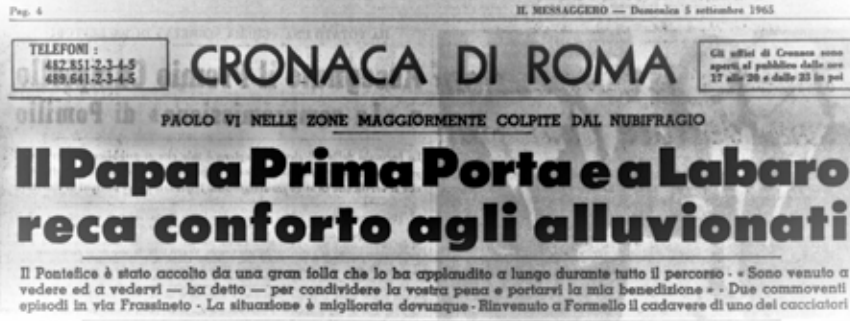 Pag. 4
IL MESSAGGERO — Domenica 5 settembre 1965
TELEFONI :
482.851-2-3-4-5
489.641-2-3-4-5
CRONACA DI ROMA
Gli uffici di Cronaca sono
aperti al pubblico dalle ore
17 alle 20 e dalle 23 in poi
PAOLO VI NELLE ZONE MAGGIORMENTE COLPITE DAL NUBIFRAGIO
Il Papa a Prima Porta e a Labaro
reca conforto agli alluvionati
Il Pontefice è stato accolto da una gran folla che lo ha applaudito a lungo durante tutto il percorso - « Sono venuto a
vedere ed a vedervi — ha detto — per condividere la vostra pena e portarvi la mia benedizione » - Due commoventi
episodi in via Frassineto - La situazione è migliorata dovunque - Rinvenuto a Formello il cadavere di uno dei cacciatori